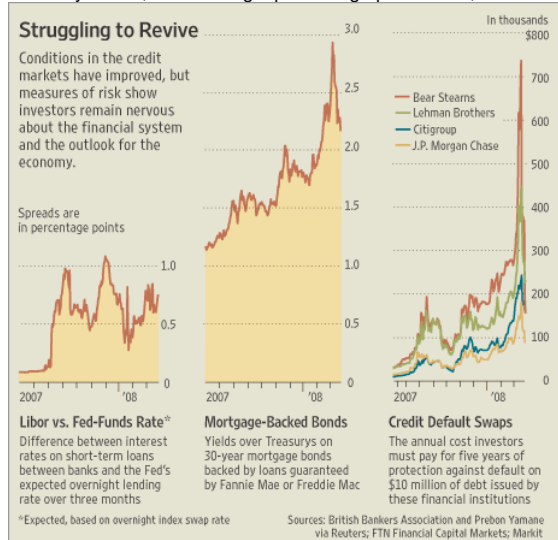 Struggling to Revive
Conditions in the credit
markets have improved, but
measures of risk show
investors remain nervous
about the financial system
and the outlook for the
economy.
Spreads are
in percentage points
1.0
0.5
0
2007
'08
Libor vs. Fed-Funds Rate*
Difference between interest
rates on short-term loans
between banks and the Fed's
expected overnight lending
rate over three months
3.0
2.5
2.0
1.5
1.0
0.5
0
2007
'08
Mortgage-Backed Bonds
Yields over Treasurys on
30-year mortgage bonds
backed by loans guaranteed
by Fannie Mae or Freddie Mac
In thousands
$800
700
600
500
400
300
200
100
0
Bear Stearns
Lehman Brothers
Citigroup
J.P. Morgan Chase
2007
'08
Credit Default Swaps
The annual cost investors
must pay for five years of
protection against default on
$10 million of debt issued by
these financial institutions
*Expected, based on overnight index swap rate
Sources: British Bankers Association and Prebon Yamane
via Reuters; FTN Financial Capital Markets; Markit